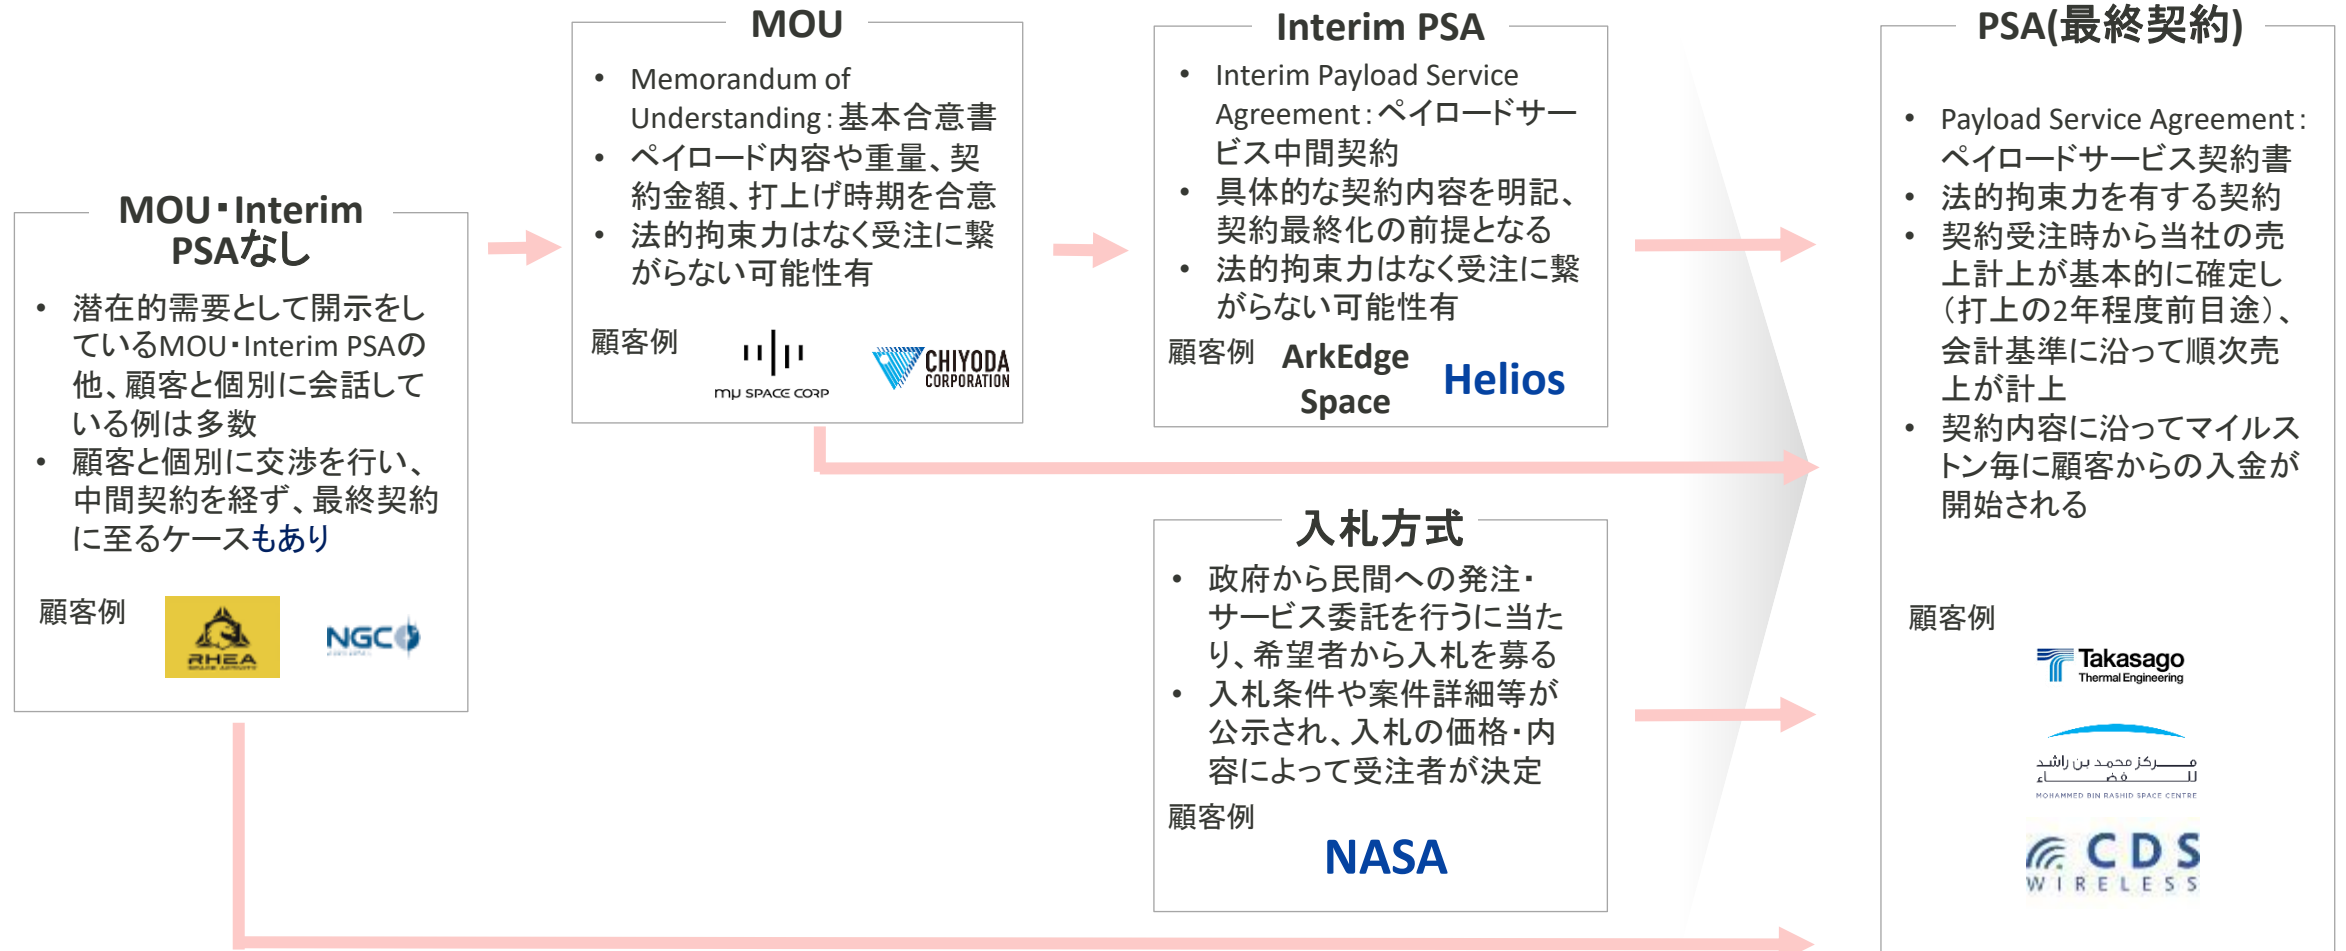 MOU・Interim
PSAなし
• 潜在的需要として開示をし
ているMOU・Interim PSAの
他、顧客と個別に会話して
いる例は多数
• 顧客と個別に交渉を行い、
中間契約を経ず、最終契約
に至るケースもあり
顧客例
RHEA
SPACE ACTIVITY
NGC
MOU
• Memorandum of
Understanding：基本合意書
• ペイロード内容や重量、契
約金額、打上げ時期を合意
• 法的拘束力はなく受注に繋
がらない可能性有
顧客例
mμ SPACE CORP
CHIYODA
CORPORATION
Interim PSA
• Interim Payload Service
Agreement：ペイロードサー
ビス中間契約
• 具体的な契約内容を明記、
契約最終化の前提となる
• 法的拘束力はなく受注に繋
がらない可能性有
顧客例
ArkEdge
Space
Helios
入札方式
• 政府から民間への発注・
サービス委託を行うに当た
り、希望者から入札を募る
• 入札条件や案件詳細等が
公示され、入札の価格・内
容によって受注者が決定
顧客例
NASA
PSA(最終契約)
• Payload Service Agreement：
ペイロードサービス契約書
• 法的拘束力を有する契約
• 契約受注時から当社の売
上計上が基本的に確定し
（打上の2年程度前目途）、
会計基準に沿って順次売
上が計上
• 契約内容に沿ってマイルス
トン毎に顧客からの入金が
開始される
顧客例
Takasago
Thermal Engineering
مركز محمد بن راشد
للفضاء
MOHAMMED BIN RASHID SPACE CENTRE
CDS
WIRELESS